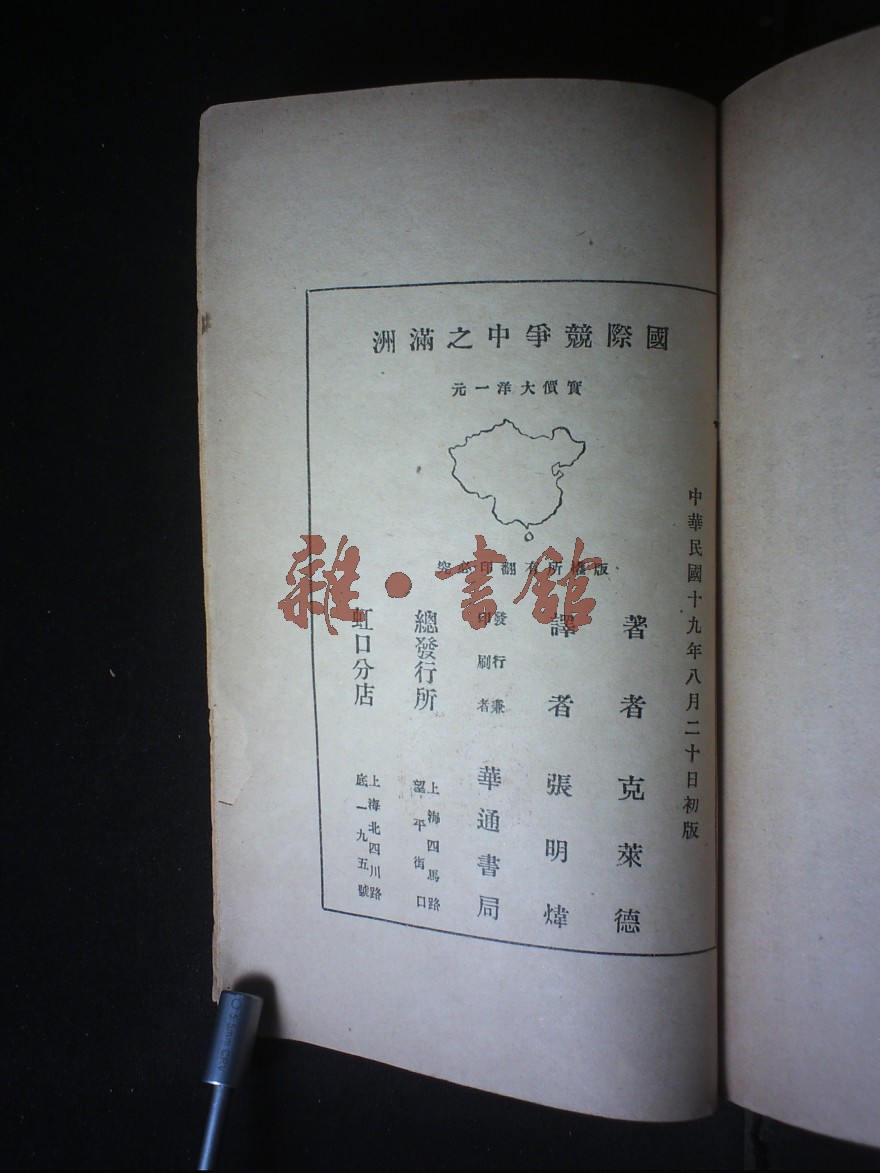 國際競爭中之滿洲
實價大洋一元
版權所有翻印必究
中華民國十九年八月二十日初版
著者 克萊德
譯者 張明煒
發行兼印刷者 華通書局
總發行所 上海四馬路望平街口
虹口分店 上海北四川路底一九五號
雜·書館